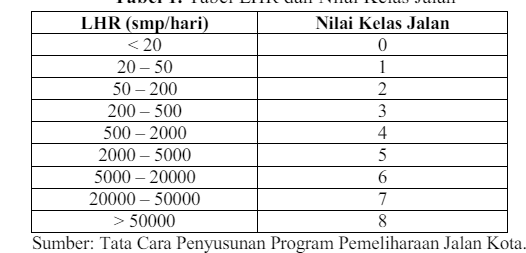 Tabel 1. Tabel LHR dan Nilai Kelas Jalan
LHR (smp/hari) Nilai Kelas Jalan
< 20 0
20 – 50 1
50 – 200 2
200 – 500 3
500 – 2000 4
2000 – 5000 5
5000 – 20000 6
20000 – 50000 7
> 50000 8
Sumber: Tata Cara Penyusunan Program Pemeliharaan Jalan Kota.